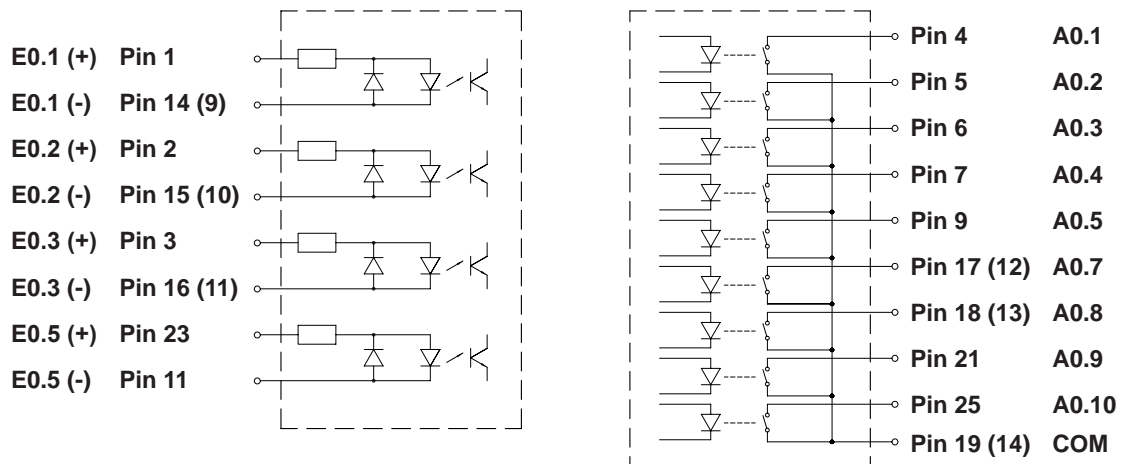 E0.1 (+) Pin 1
E0.1 (-) Pin 14 (9)
E0.2 (+) Pin 2
E0.2 (-) Pin 15 (10)
E0.3 (+) Pin 3
E0.3 (-) Pin 16 (11)
E0.5 (+) Pin 23
E0.5 (-) Pin 11
Pin 4 A0.1
Pin 5 A0.2
Pin 6 A0.3
Pin 7 A0.4
Pin 9 A0.5
Pin 17 (12) A0.7
Pin 18 (13) A0.8
Pin 21 A0.9
Pin 25 A0.10
Pin 19 (14) COM